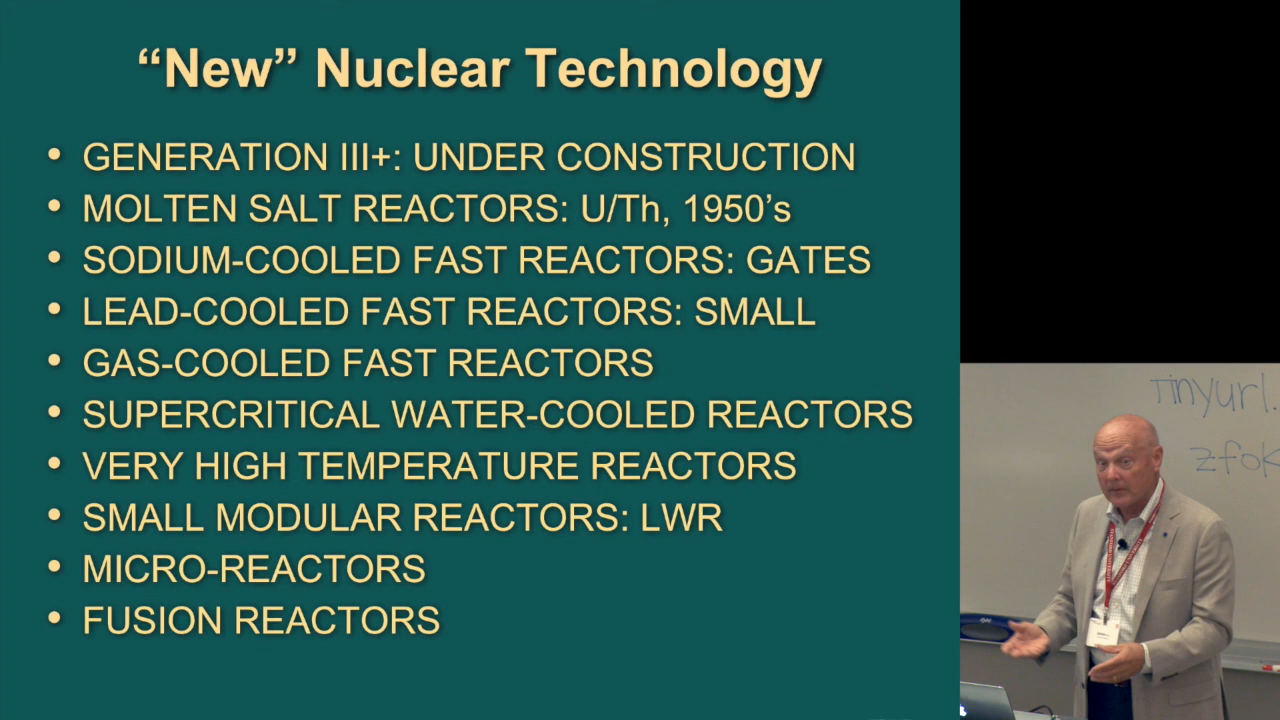 “New” Nuclear Technology
• GENERATION III+: UNDER CONSTRUCTION
• MOLTEN SALT REACTORS: U/Th, 1950’s
• SODIUM-COOLED FAST REACTORS: GATES
• LEAD-COOLED FAST REACTORS: SMALL
• GAS-COOLED FAST REACTORS
• SUPERCRITICAL WATER-COOLED REACTORS
• VERY HIGH TEMPERATURE REACTORS
• SMALL MODULAR REACTORS: LWR
• MICRO-REACTORS
• FUSION REACTORS
Tinyurl.
zfok